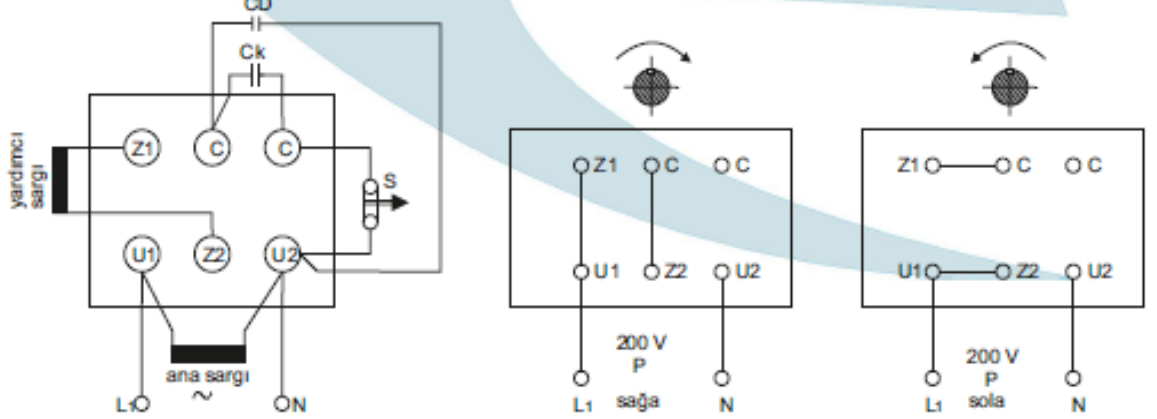 CD
Ck
Z1 C C
yardımcı
sargı
S
U1 Z2 U2
ana sargı
~
L1 N
Z1 C C
U1 Z2 U2
200 V
P
L1 sağa N
Z1 C C
U1 Z2 U2
200 V
P
L1 sola N